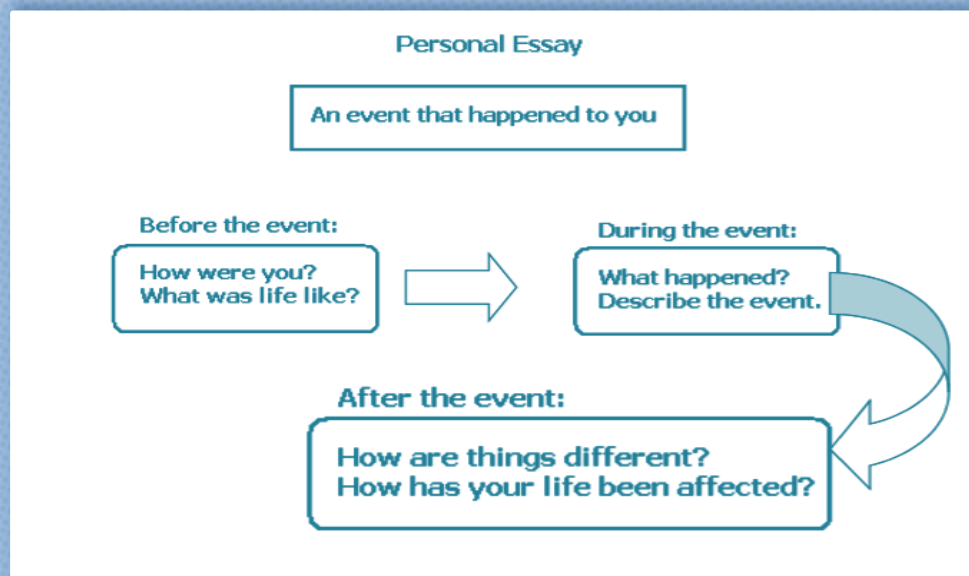 Personal Essay
An event that happened to you
Before the event:
How were you?
What was life like?
During the event:
What happened?
Describe the event.
After the event:
How are things different?
How has your life been affected?